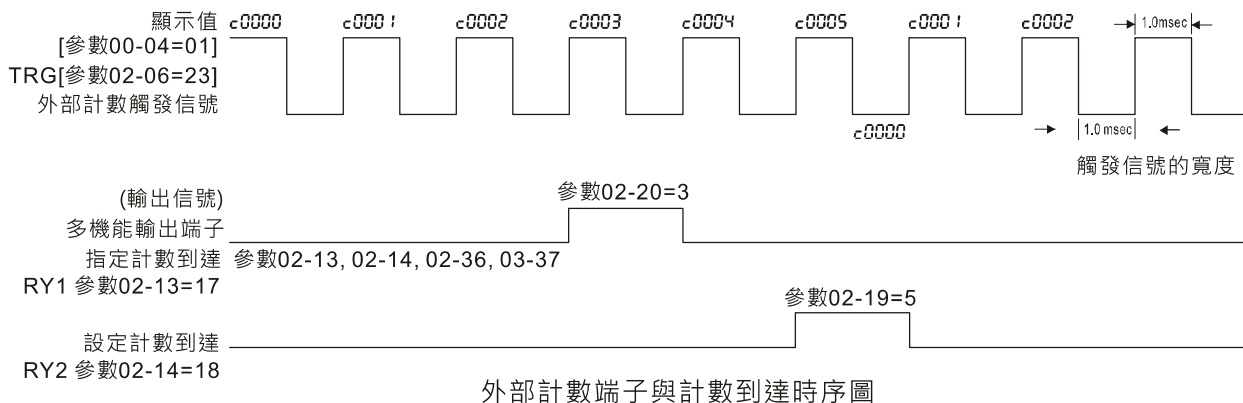 顯示值 c0000 c0001 c0002 c0003 c0004 c0005 c0001 c0002 1.0msec
[參數00-04=01]
TRG[參數02-06=23]
外部計數觸發信號
c0000 1.0 msec
觸發信號的寬度
(輸出信號) 參數02-20=3
多機能輸出端子
指定計數到達 參數02-13, 02-14, 02-36, 03-37
RY1 參數02-13=17
參數02-19=5
設定計數到達
RY2 參數02-14=18
外部計數端子與計數到達時序圖